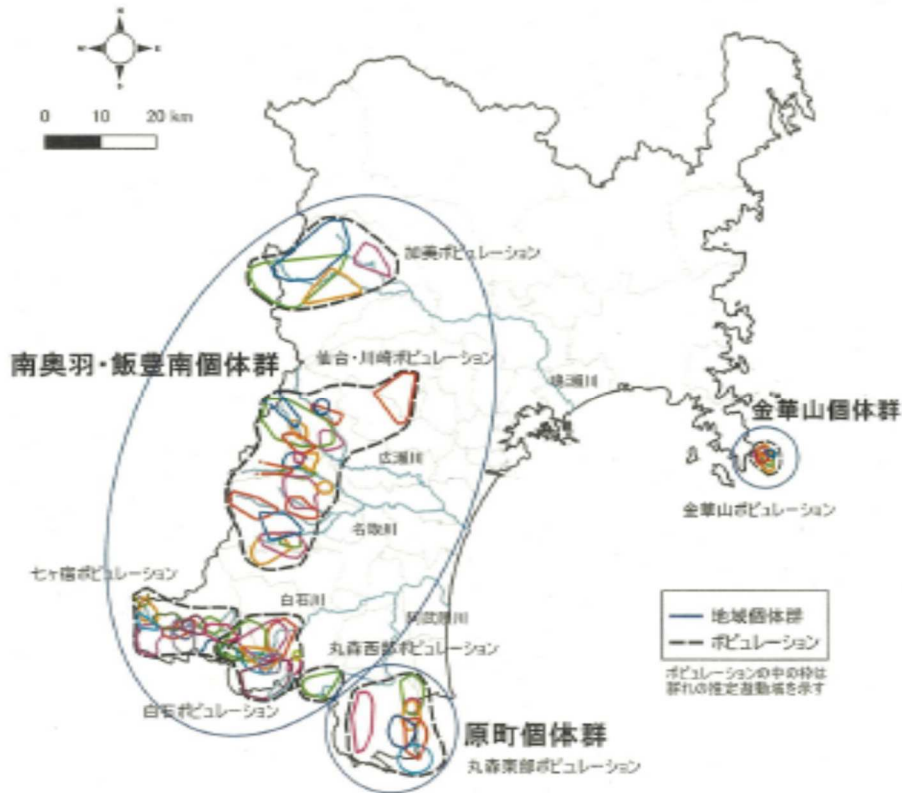 0 10 20 km
加美ポピュレーション
南奥羽・飯豊南個体群
仙台・川崎ポピュレーション
鳴瀬川
金華山個体群
広瀬川
金華山ポピュレーション
名取川
七ヶ宿ポピュレーション
白石川
阿武隈川
地域個体群
ポピュレーション
丸森西部ポピュレーション
ポピュレーションの中の枠は
群れの推定遊動域を示す
白石ポピュレーション
原町個体群
丸森東部ポピュレーション